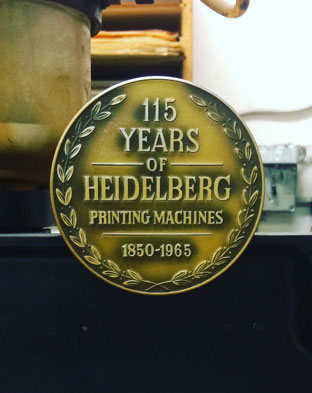 115
YEARS
OF
HEIDELBERG
PRINTING MACHINES
1850-1965